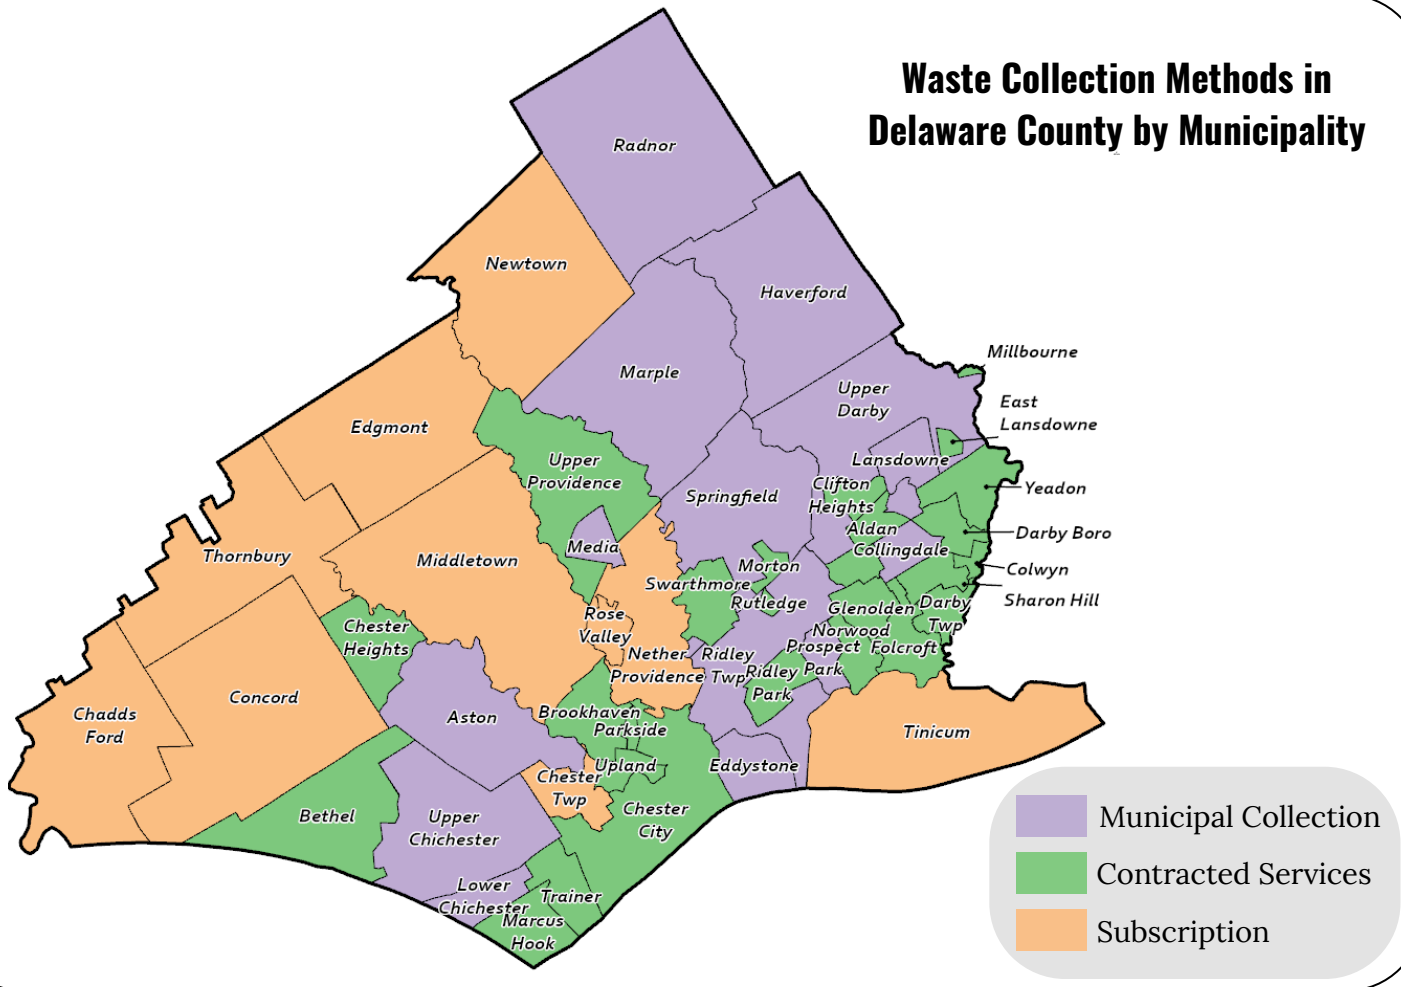 Waste Collection Methods in
Delaware County by Municipality
Radnor
Newtown
Haverford
Millbourne
Marple
Upper
Darby
East
Lansdowne
Edgmont
Upper
Providence
Lansdowne
Springfield
Clifton
Heights
Yeadon
Aldan
Darby Boro
Media
Collingdale
Thornbury
Middletown
Morton
Colwyn
Swarthmore
Rutledge
Sharon Hill
Rose
Valley
Glenolden
Darby
Twp
Chester
Heights
Norwood
Prospect
Park
Folcroft
Nether
Providence
Ridley
Twp
Ridley
Park
Concord
Chadds
Ford
Aston
Brookhaven
Parkside
Tinicum
Upland
Eddystone
Chester
Twp
Bethel
Upper
Chichester
Chester
City
Lower
Chichester
Trainer
Marcus
Hook
Municipal Collection
Contracted Services
Subscription